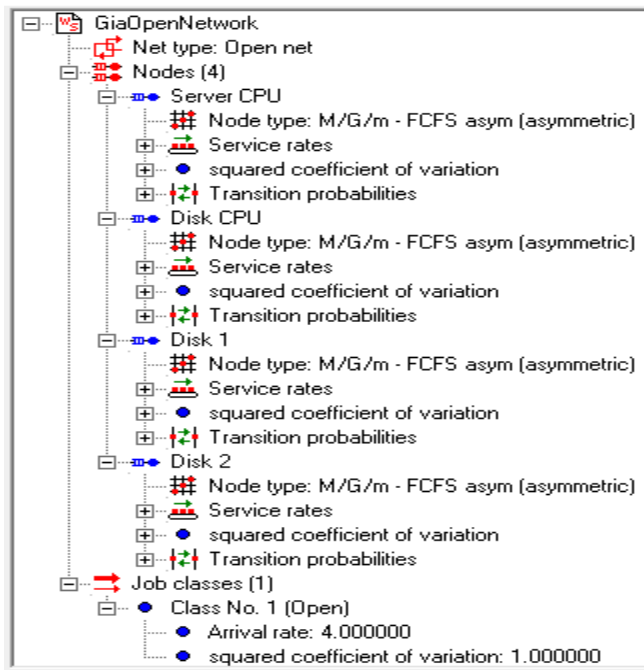 GiaOpenNetwork
Net type: Open net
Nodes (4)
Server CPU
Node type: M/G/m - FCFS asym (asymmetric)
Service rates
squared coefficient of variation
Transition probabilities
Disk CPU
Node type: M/G/m - FCFS asym (asymmetric)
Service rates
squared coefficient of variation
Transition probabilities
Disk 1
Node type: M/G/m - FCFS asym (asymmetric)
Service rates
squared coefficient of variation
Transition probabilities
Disk 2
Node type: M/G/m - FCFS asym (asymmetric)
Service rates
squared coefficient of variation
Transition probabilities
Job classes (1)
Class No. 1 (Open)
Arrival rate: 4.000000
squared coefficient of variation: 1.000000